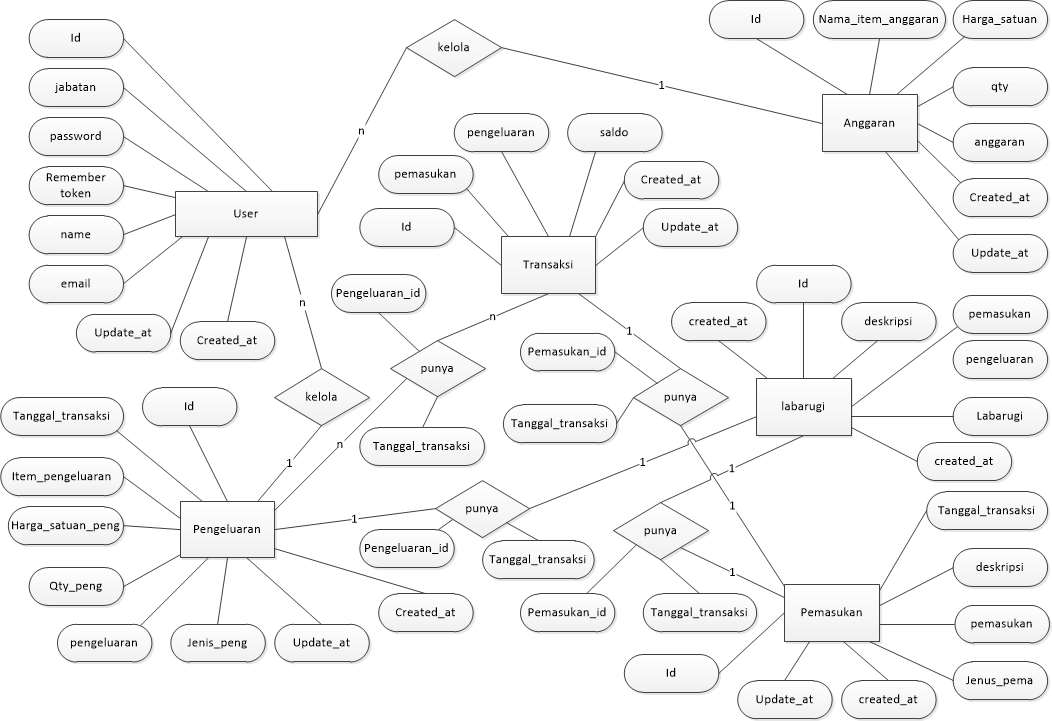 Id
jabatan
password
Remember
token
name
email
Update_at
Created_at
User
n
n
kelola
1
Id
Nama_item_anggaran
Harga_satuan
qty
anggaran
Created_at
Update_at
Anggaran
pengeluaran
saldo
pemasukan
Created_at
Id
Update_at
Transaksi
Pengeluaran_id
n
punya
Tanggal_transaksi
n
1
Pemasukan_id
punya
Tanggal_transaksi
1
Id
created_at
deskripsi
pemasukan
pengeluaran
labarugi
Labarugi
created_at
kelola
1
Id
Tanggal_transaksi
Item_pengeluaran
Harga_satuan_peng
Qty_peng
pengeluaran
Jenis_peng
Update_at
Created_at
Pengeluaran
1
punya
1
Pengeluaran_id
Tanggal_transaksi
1
punya
1
Pemasukan_id
Tanggal_transaksi
Pemasukan
Tanggal_transaksi
deskripsi
pemasukan
Jenus_pema
Id
Update_at
created_at